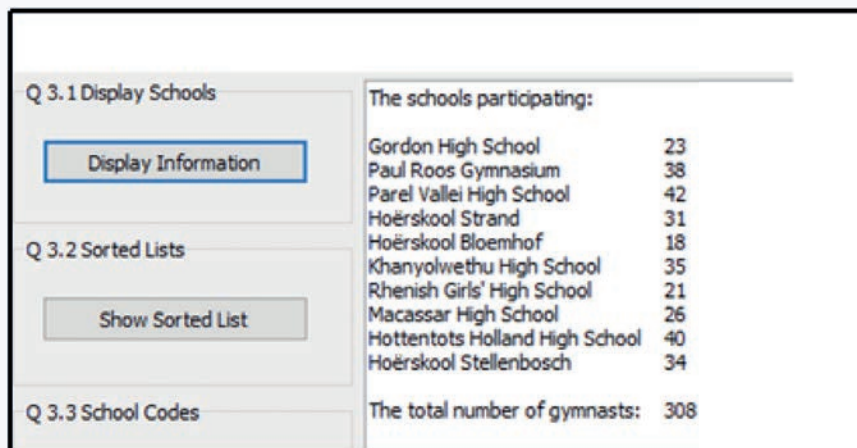 Q 3.1 Display Schools
Display Information
Q 3.2 Sorted Lists
Show Sorted List
Q 3.3 School Codes
The schools participating:
Gordon High School 23
Paul Roos Gymnasium 38
Parel Vallei High School 42
Hoërskool Strand 31
Hoërskool Bloemhof 18
Khanyolwethu High School 35
Rhenish Girls' High School 21
Macassar High School 26
Hottentots Holland High School 40
Hoërskool Stellenbosch 34
The total number of gymnasts: 308